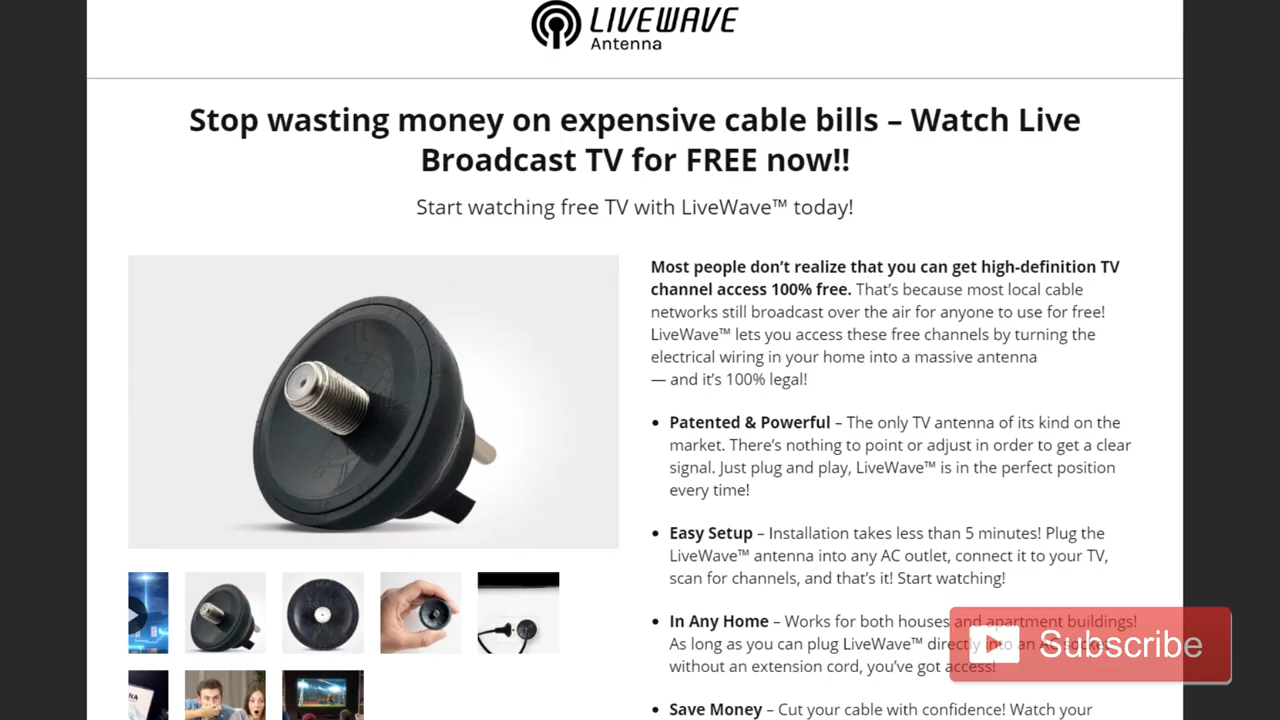 LIVEWAVE
Antenna
Stop wasting money on expensive cable bills – Watch Live
Broadcast TV for FREE now!!
Start watching free TV with LiveWave™ today!
Most people don’t realize that you can get high-definition TV
channel access 100% free. That’s because most local cable
networks still broadcast over the air for anyone to use for free!
LiveWave™ lets you access these free channels by turning the
electrical wiring in your home into a massive antenna
— and it’s 100% legal!
• Patented & Powerful – The only TV antenna of its kind on the
market. There’s nothing to point or adjust in order to get a clear
signal. Just plug and play, LiveWave™ is in the perfect position
every time!
• Easy Setup – Installation takes less than 5 minutes! Plug the
LiveWave™ antenna into any AC outlet, connect it to your TV,
scan for channels, and that’s it! Start watching!
• In Any Home – Works for both houses and apartment buildings!
As long as you can plug LiveWave™ directly into an AC socket
without an extension cord, you’ve got access!
Subscribe
• Save Money – Cut your cable with confidence! Watch your